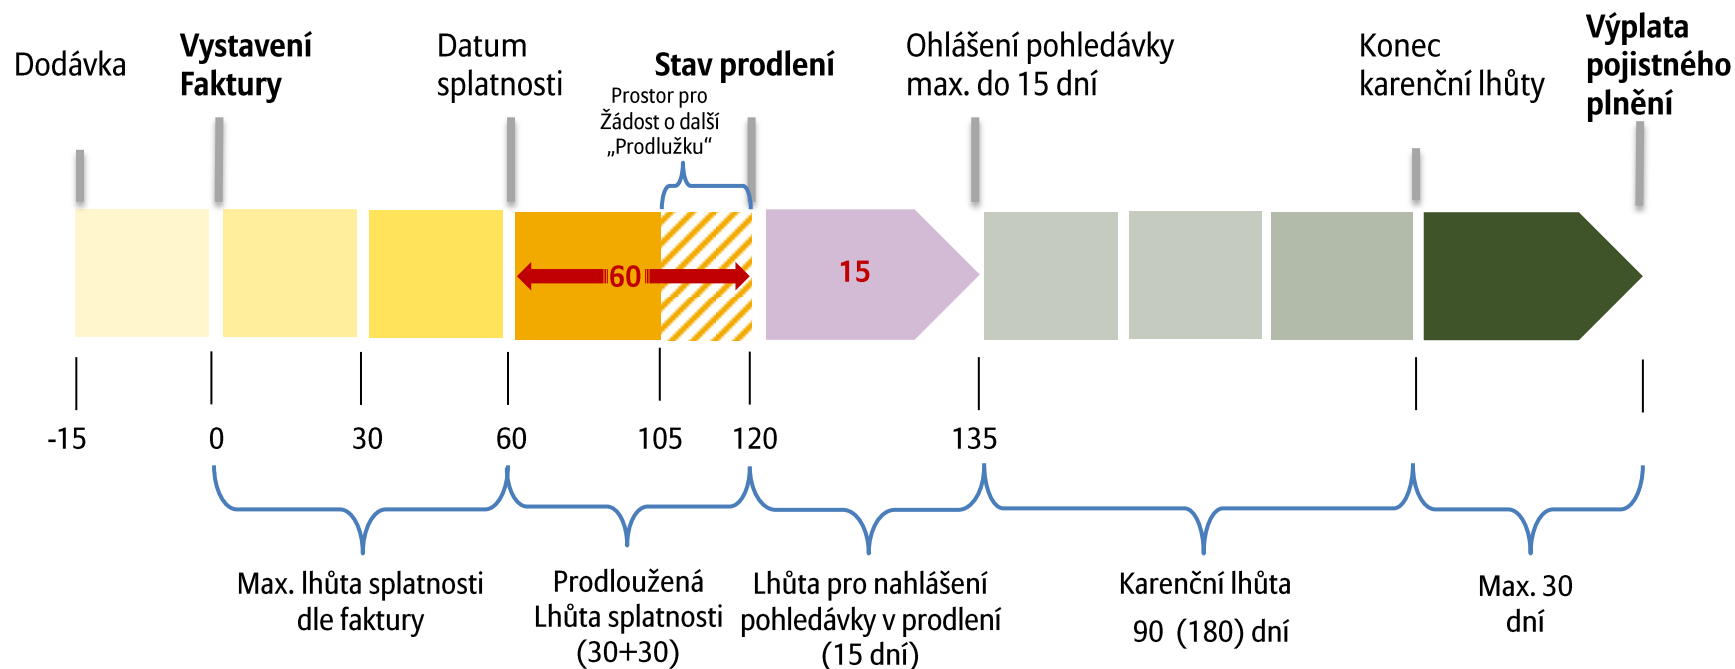 Dodávka
Vystavení
Faktury
Datum
splatnosti
Stav prodlení
Prostor pro
Žádost o další
„Prodlužku“
Ohlášení pohledávky
max. do 15 dní
Konec
karenční lhůty
Výplata
pojistného
plnění
60
15
-15
0
30
60
105
120
135
Max. lhůta splatnosti
dle faktury
Prodloužená
Lhůta splatnosti
(30+30)
Lhůta pro nahlášení
pohledávky v prodlení
(15 dní)
Karenční lhůta
90 (180) dní
Max. 30
dní